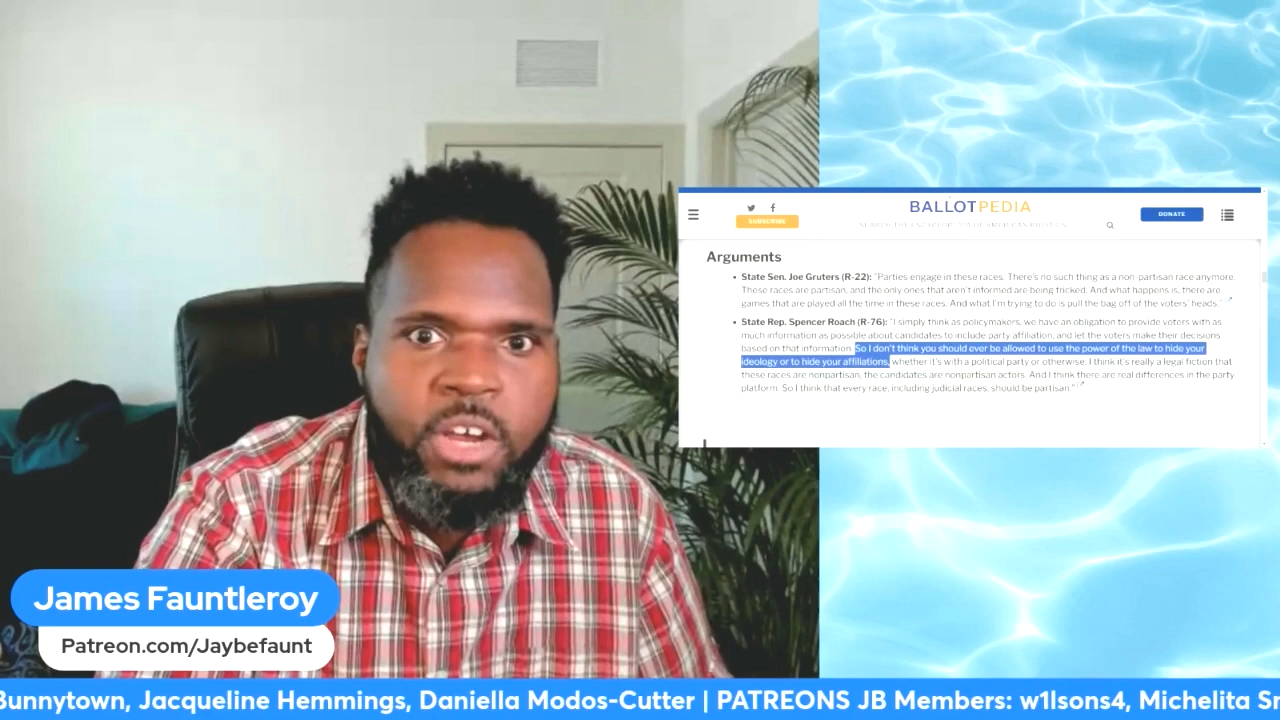 BALLOTPEDIA
SUBSCRIBE
DONATE
Arguments
State Sen. Joe Gruters (R-22): "Parties engage in these races. There's no such thing as a non-partisan race anymore.
These races are partisan, and the only ones that aren't informed are being tricked. And what happens is, there are
games that are played all the time in these races. And what I'm trying to do is pull the bag off of the voters' heads."
State Rep. Spencer Roach (R-76): "I simply think as policymakers, we have an obligation to provide voters with as
much information as possible about candidates to include party affiliation, and let the voters make their decisions
based on that information. So I don't think you should ever be allowed to use the power of the law to hide your
ideology or to hide your affiliations, whether it's with a political party or otherwise. I think it's really a legal fiction that
these races are nonpartisan, the candidates are nonpartisan actors. And I think there are real differences in the party
platform. So I think that every race, including judicial races, should be partisan."
James Fauntleroy
Patreon.com/Jaybefaunt
Bunnytown, Jacqueline Hemmings, Daniella Modos-Cutter | PATREONS JB Members: w1lsons4, Michelita